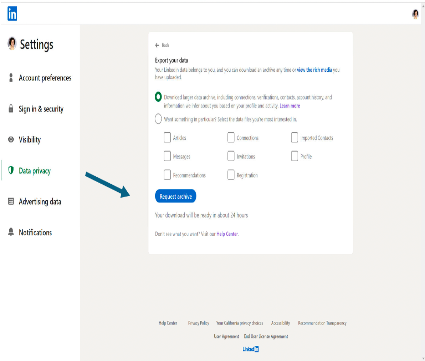 in
Settings
Account preferences
Sign in & security
Visibility
Data privacy
Advertising data
Notifications
Back
Export your data
Your LinkedIn data belongs to you, and you can download an archive any time or view the rich media you
have uploaded.
Download larger data archive, including connections, verifications, contacts, account history, and
information we infer about you based on your profile and activity. Learn more
Want something in particular? Select the data files you're most interested in.
Articles
Connections
Imported Contacts
Messages
Invitations
Profile
Recommendations
Registration
Request archive
Your download will be ready in about 24 hours
Don't see what you want? Visit our Help Center.
Help Center
Privacy Policy
Your California privacy choices
Accessibility
Recommendation Transparency
User Agreement
End User License Agreement
Linkedin